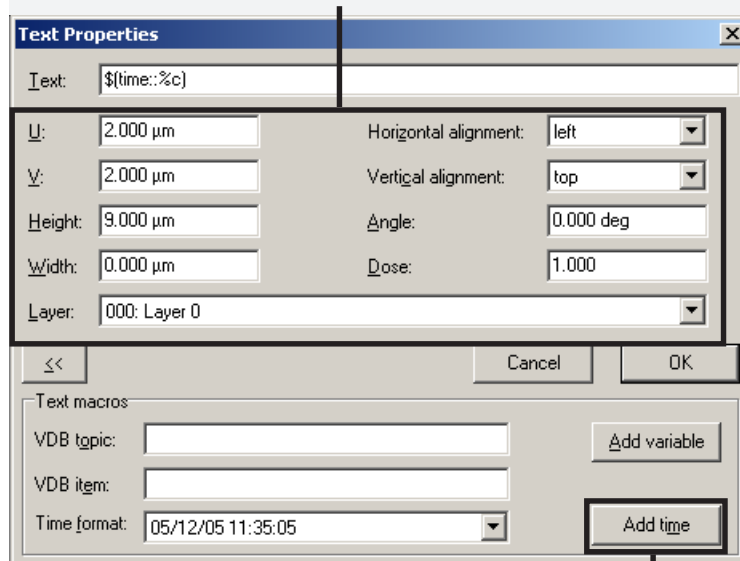 Text Properties
Text: $(time::%c)
U: 2.000 µm Horizontal alignment: left
V: 2.000 µm Vertical alignment: top
Height: 9.000 µm Angle: 0.000 deg
Width: 0.000 µm Dose: 1.000
Layer: 000: Layer 0
<< Cancel OK
Text macros
VDB topic: Add variable
VDB item:
Time format: 05/12/05 11:35:05 Add time